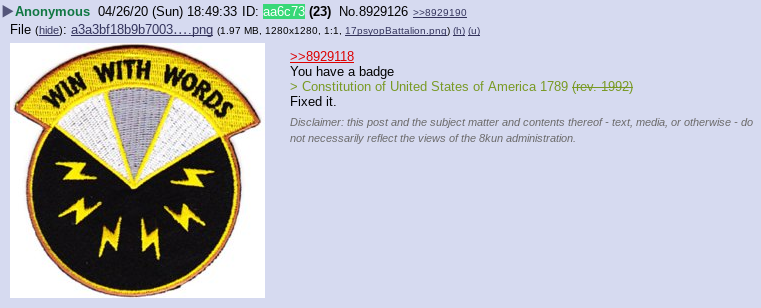 Anonymous 04/26/20 (Sun) 18:49:33 ID: aa6c73 (23) No.8929126 >>8929190
File (hide): a3a3bf18b9b7003….png (1.97 MB, 1280x1280, 1:1, 17psyopBattalion.png) (h) (u)
WIN WITH WORDS
>>8929118
You have a badge
> Constitution of United States of America 1789 (rev. 1992)
Fixed it.
Disclaimer: this post and the subject matter and contents thereof - text, media, or otherwise - do
not necessarily reflect the views of the 8kun administration.